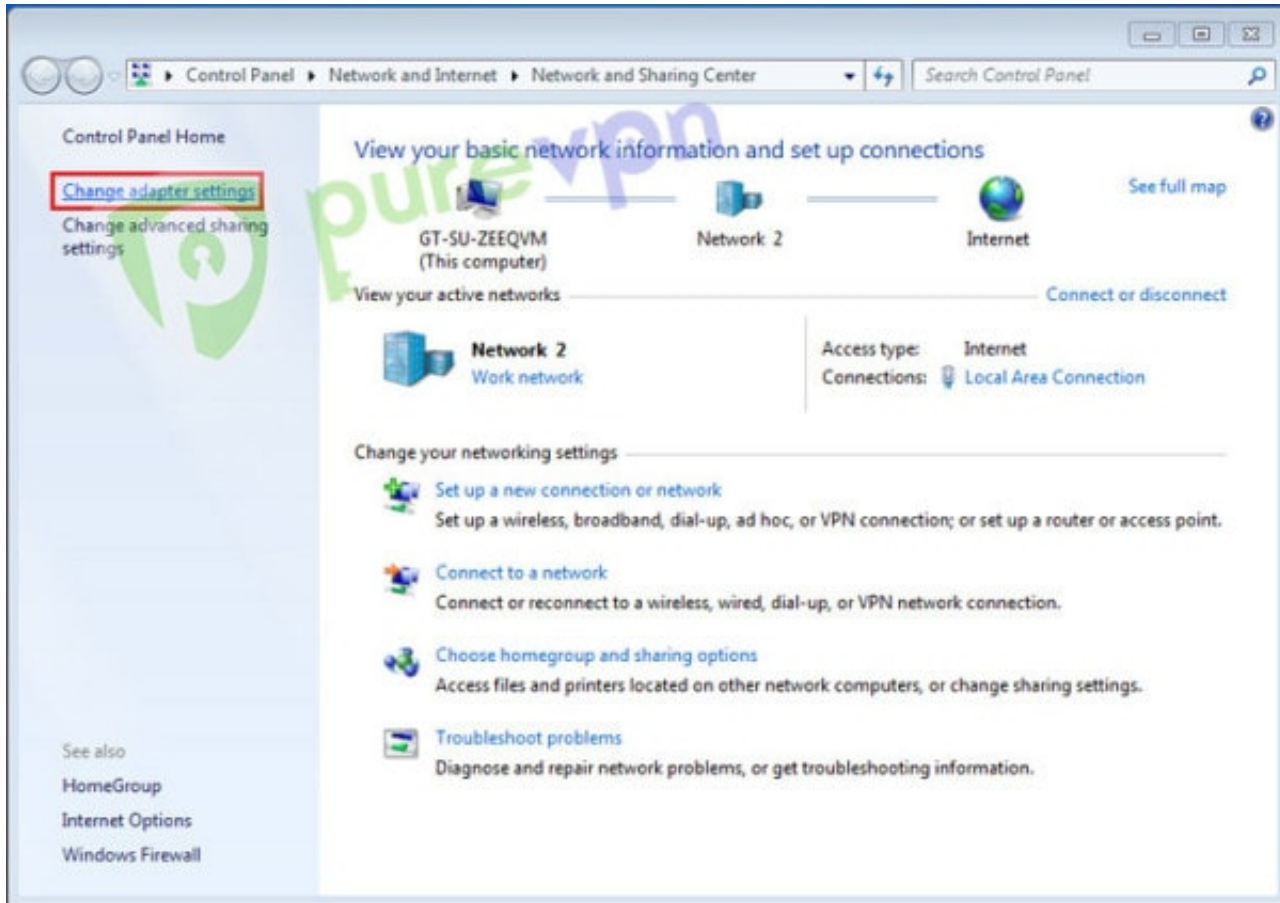 Control Panel
Network and Internet
Network and Sharing Center
Search Control Panel
Control Panel Home
Change adapter settings
Change advanced sharing
settings
purevpn
View your basic network information and set up connections
See full map
GT-SU-ZEEQVM
(This computer)
Network 2
Internet
View your active networks
Connect or disconnect
Network 2
Work network
Access type: Internet
Connections: Local Area Connection
Change your networking settings
Set up a new connection or network
Set up a wireless, broadband, dial-up, ad hoc, or VPN connection; or set up a router or access point.
Connect to a network
Connect or reconnect to a wireless, wired, dial-up, or VPN network connection.
Choose homegroup and sharing options
Access files and printers located on other network computers, or change sharing settings.
Troubleshoot problems
Diagnose and repair network problems, or get troubleshooting information.
See also
HomeGroup
Internet Options
Windows Firewall